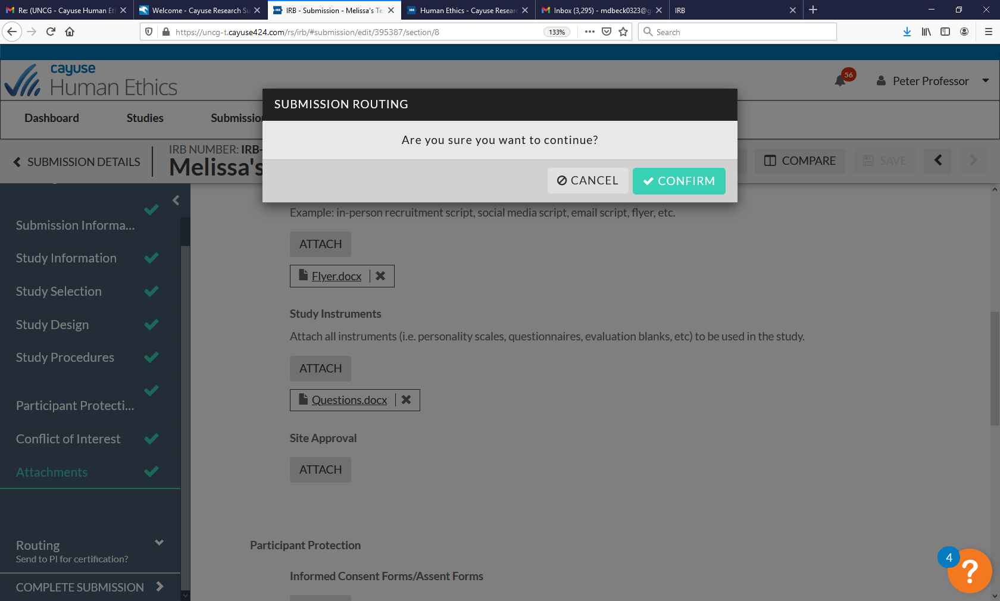 Re: (UNCG - Cayuse Human Et
Welcome - Cayuse Research Su
IRB - Submission - Melissa's Te
Human Ethics - Cayuse Researc
Inbox (3,295) - mdbeck0323@g
IRB
https://uncg-t.cayuse424.com/rs/irb/#submission/edit/395387/section/8
133%
Search
cayuse
Human Ethics
56
Peter Professor
Dashboard
Studies
Submissio
SUBMISSION ROUTING
Are you sure you want to continue?
CANCEL
CONFIRM
SUBMISSION DETAILS
IRB NUMBER: IRB-
Melissa's
COMPARE
SAVE
Submission Informa...
Study Information
Study Selection
Study Design
Study Procedures
Participant Protecti...
Conflict of Interest
Attachments
Routing
Send to PI for certification?
COMPLETE SUBMISSION
Example: in-person recruitment script, social media script, email script, flyer, etc.
ATTACH
Flyer.docx
Study Instruments
Attach all instruments (i.e. personality scales, questionnaires, evaluation blanks, etc) to be used in the study.
ATTACH
Questions.docx
Site Approval
ATTACH
Participant Protection
Informed Consent Forms/Assent Forms
4
?